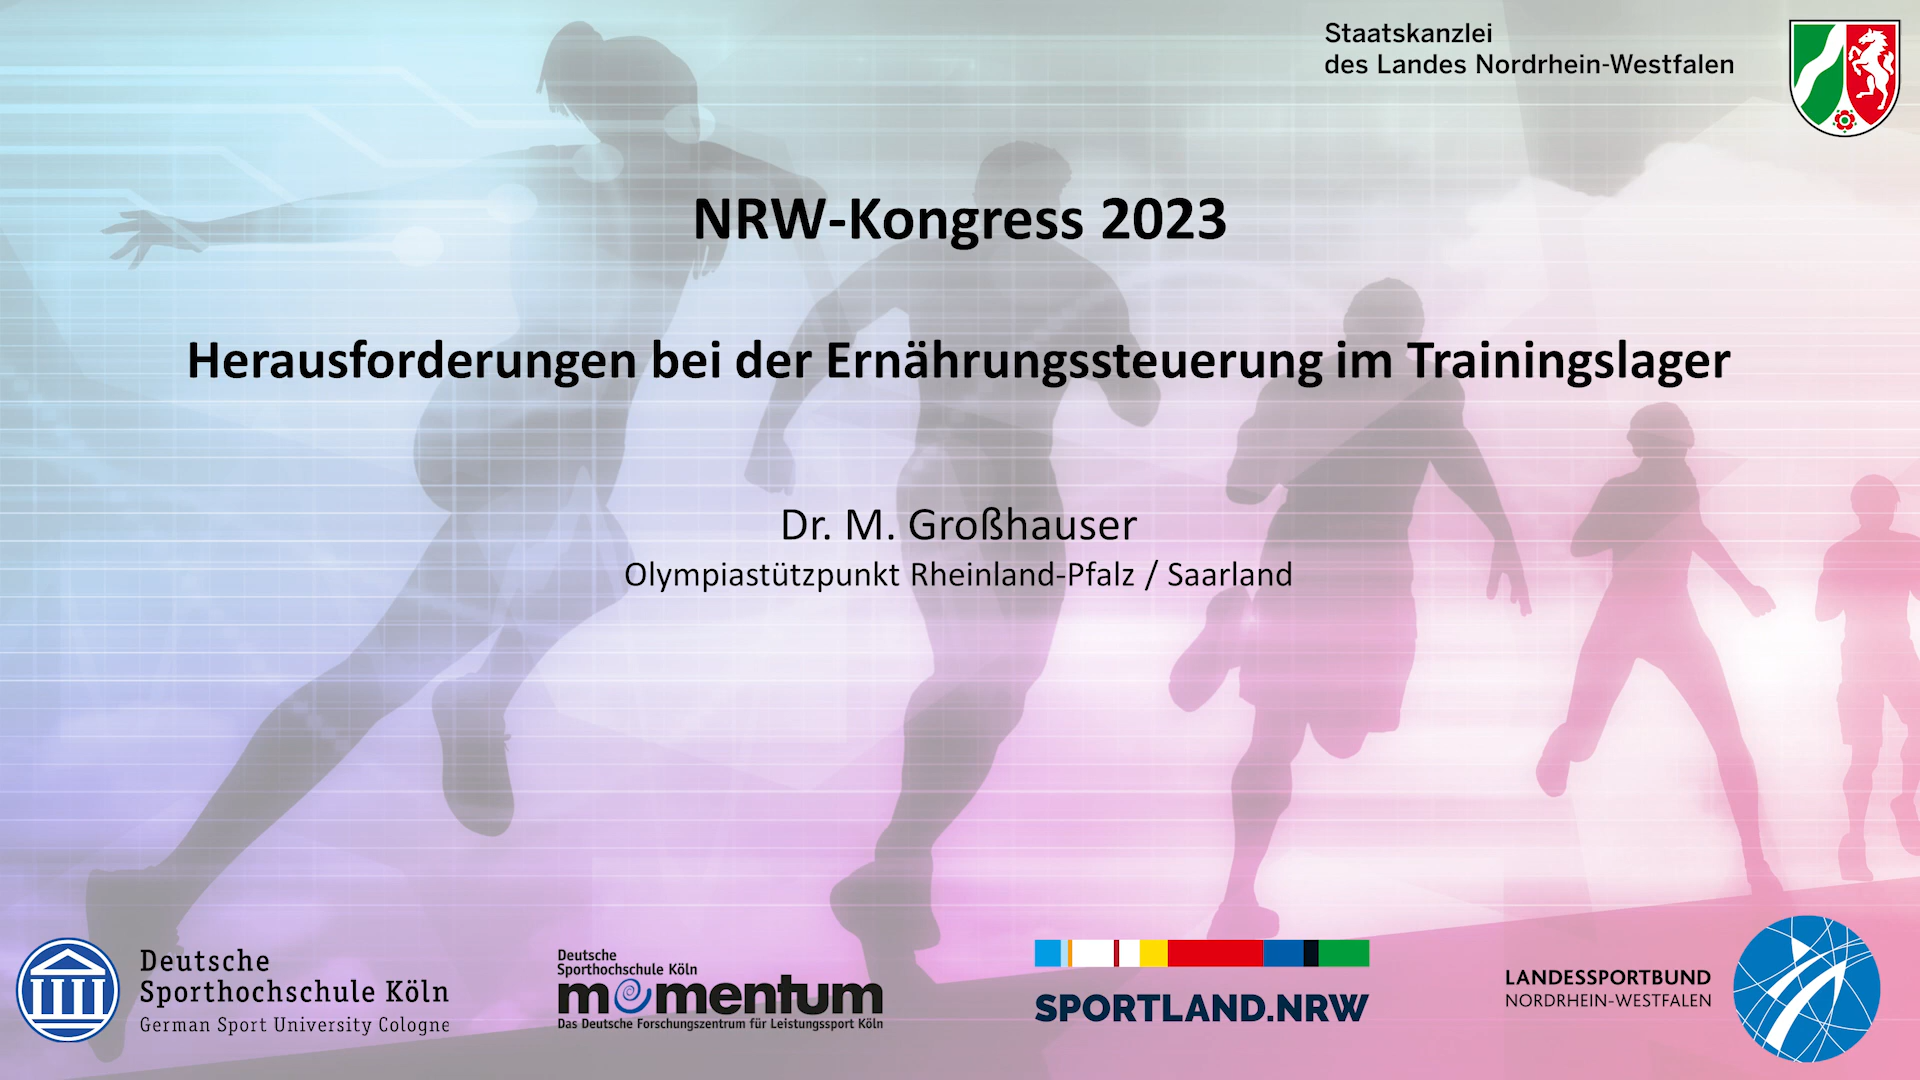 Staatskanzlei
des Landes Nordrhein-Westfalen
NRW-Kongress 2023
Herausforderungen bei der Ernährungssteuerung im Trainingslager
Dr. M. Großhauser
Olympiastützpunkt Rheinland-Pfalz / Saarland
Deutsche
Sporthochschule Köln
German Sport University Cologne
Deutsche
Sporthochschule Köln
momentum
Das Deutsche Forschungszentrum für Leistungssport Köln
SPORTLAND.NRW
LANDESSPORTBUND
NORDRHEIN-WESTFALEN